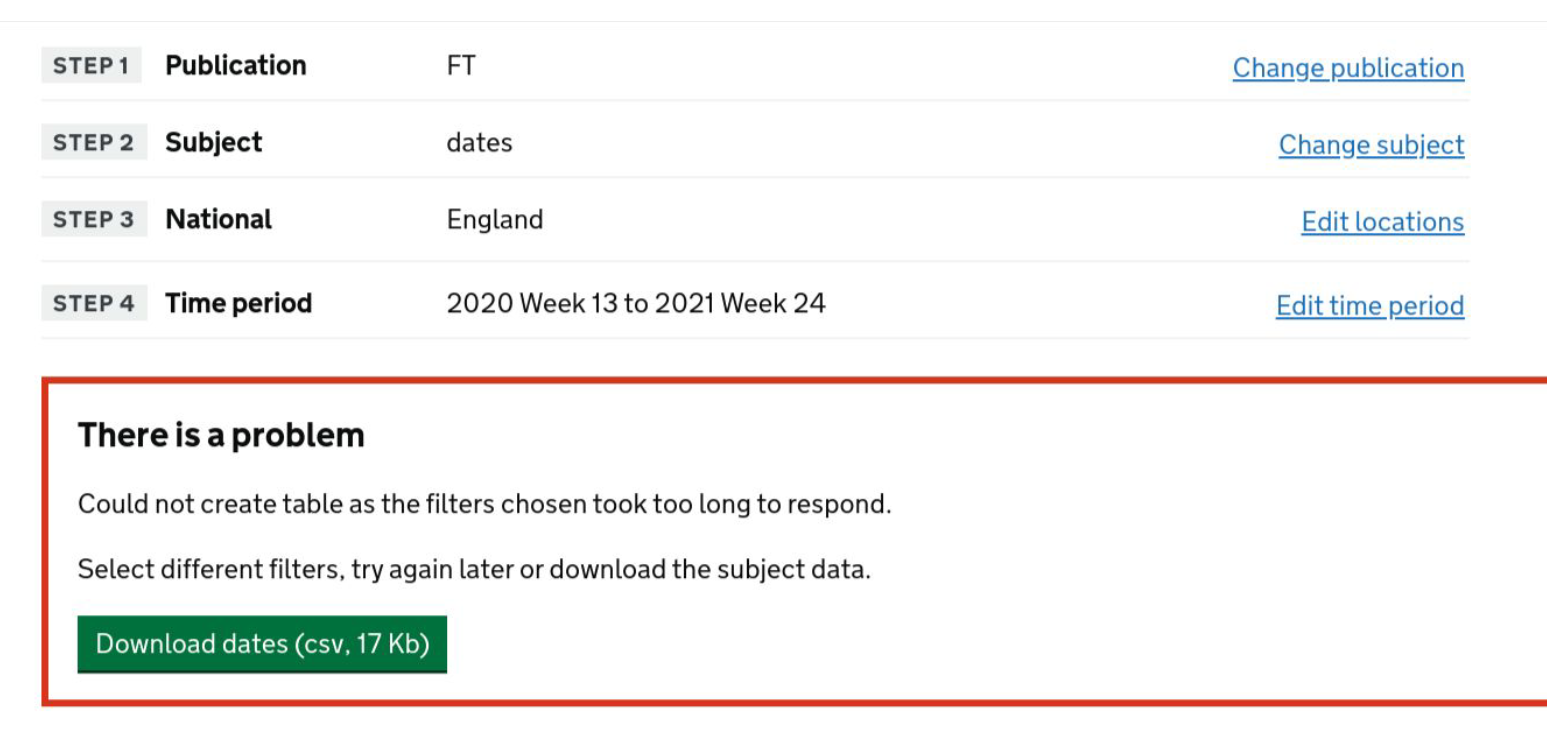 STEP 1 Publication FT Change publication
STEP 2 Subject dates Change subject
STEP 3 National England Edit locations
STEP 4 Time period 2020 Week 13 to 2021 Week 24 Edit time period
There is a problem
Could not create table as the filters chosen took too long to respond.
Select different filters, try again later or download the subject data.
Download dates (csv, 17 Kb)